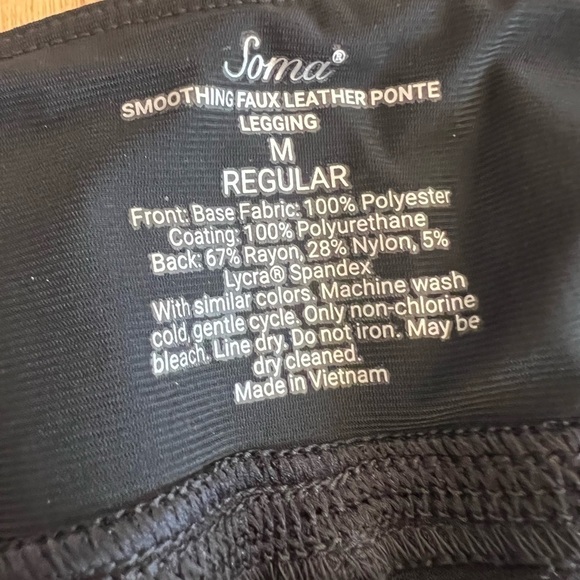 Soma®
SMOOTHING FAUX LEATHER PONTE
LEGGING
M
REGULAR
Front: Base Fabric: 100% Polyester
Coating: 100% Polyurethane
Back: 67% Rayon, 28% Nylon, 5%
Lycra® Spandex
With similar colors. Machine wash
cold, gentle cycle. Only non-chlorine
bleach. Line dry. Do not iron. May be
dry cleaned.
Made in Vietnam